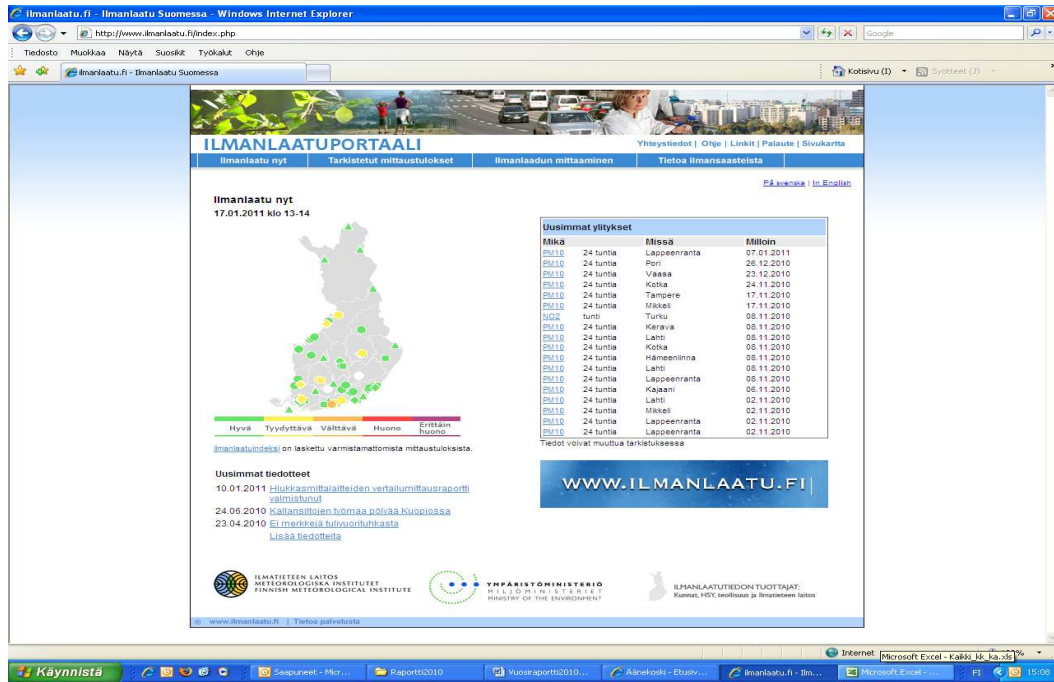 ilmanlaatu.fi - Ilmanlaatu Suomessa - Windows Internet Explorer
http://www.ilmanlaatu.fi/index.php
Google
Tiedosto Muokkaa Näytä Suosikit Työkalut Ohje
ilmanlaatu.fi - Ilmanlaatu Suomessa
Kotisivu (I) Syötteet (J)
ILMANLAATUPORTAALI
Yhteystiedot | Ohje | Linkit | Palaute | Sivukartta
Ilmanlaatu nyt Tarkistetut mittaustulokset Ilmanlaadun mittaaminen Tietoa ilmansaasteista
På svenska | In English
Ilmanlaatu nyt
17.01.2011 klo 13-14
Hyvä Tyydyttävä Välttävä Huono Erittäin huono
Ilmanlaatuindeksi on laskettu varmistamattomista mittaustuloksista.
Uusimmat tiedotteet
10.01.2011 Hiukkasmittalaitteiden vertailumittausraportti
valmistunut
24.06.2010 Kallansiltojen työmaa pölyää Kuopiossa
23.04.2010 Ei merkkejä tulivuorituhkasta
Lisää tiedotteita
Uusimmat ylitykset
Mikä Missä Milloin
PM10 24 tuntia Lappeenranta 07.01.2011
PM10 24 tuntia Pori 26.12.2010
PM10 24 tuntia Vaasa 23.12.2010
PM10 24 tuntia Kotka 24.11.2010
PM10 24 tuntia Tampere 17.11.2010
PM10 24 tuntia Mikkeli 17.11.2010
NO2 tunti Turku 08.11.2010
PM10 24 tuntia Kerava 08.11.2010
PM10 24 tuntia Lahti 08.11.2010
PM10 24 tuntia Kotka 08.11.2010
PM10 24 tuntia Hämeenlinna 08.11.2010
PM10 24 tuntia Lahti 08.11.2010
PM10 24 tuntia Lappeenranta 08.11.2010
PM10 24 tuntia Kajaani 06.11.2010
PM10 24 tuntia Lahti 02.11.2010
PM10 24 tuntia Mikkeli 02.11.2010
PM10 24 tuntia Lappeenranta 02.11.2010
PM10 24 tuntia Lappeenranta 02.11.2010
Tiedot voivat muuttua tarkistuksessa
WWW.ILMANLAATU.FI|
ILMATIETEEN LAITOS
METEOROLOGISKA INSTITUTET
FINNISH METEOROLOGICAL INSTITUTE
YMPÄRISTÖMINISTERIÖ
MILJÖMINISTERIET
MINISTRY OF THE ENVIRONMENT
ILMANLAATUTIEDON TUOTTAJAT:
Kunnat, HSY, teollisuus ja Ilmatieteen laitos
© www.ilmanlaatu.fi | Tietoa palvelusta
Internet
Microsoft Excel - Kaikki_kk_ka.xls
Käynnistä
Saapuneet - Micr...
Raportti2010
Vuosiraportti2010...
Äänekoski - Etusiv...
ilmanlaatu.fi - Ilm...
Microsoft Excel - ...
FI
15:08